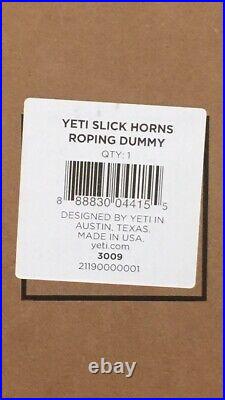 YETI SLICK HORNS
ROPING DUMMY
QTY: 1
8 88830 04415 5
DESIGNED BY YETI IN
AUSTIN, TEXAS.
MADE IN USA.
yeti.com
3009
21190000001